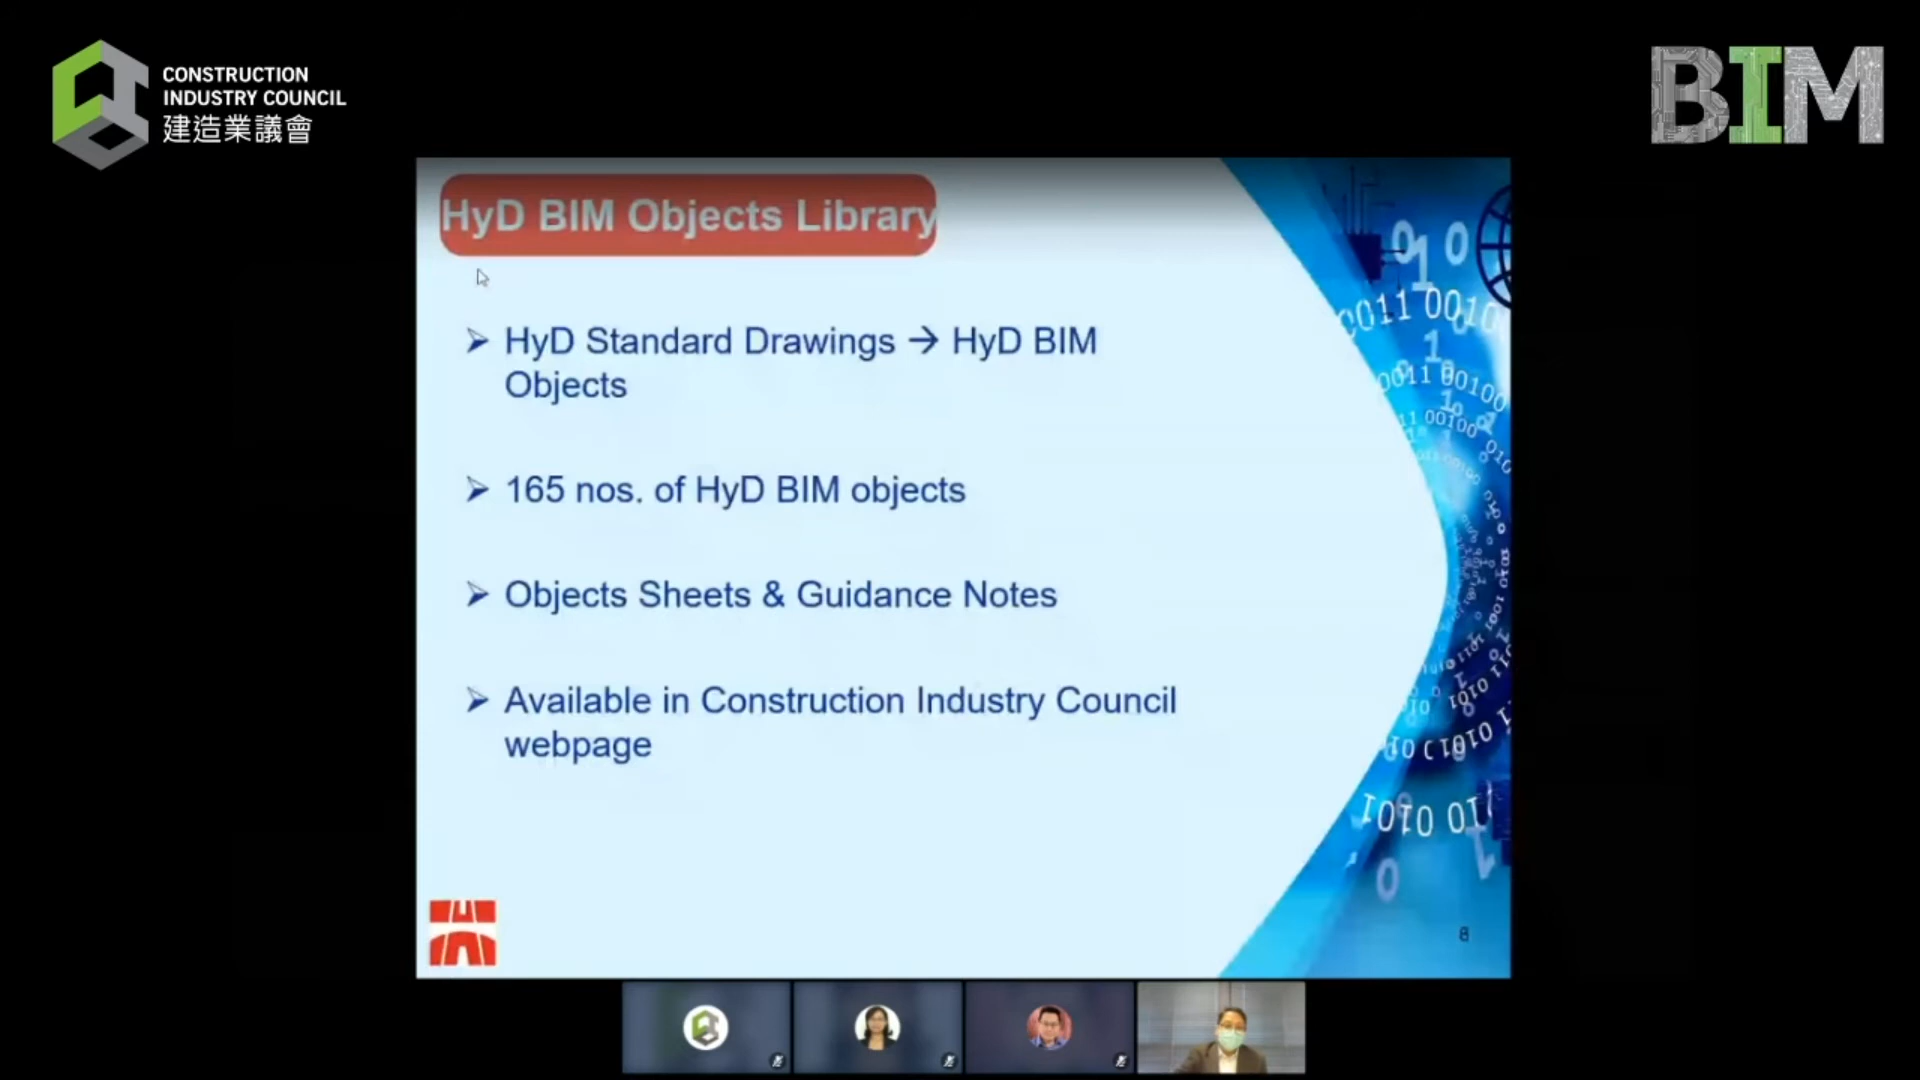 CONSTRUCTION
INDUSTRY COUNCIL
建造業議會
BIM
HyD BIM Objects Library
HyD Standard Drawings → HyD BIM
Objects
165 nos. of HyD BIM objects
Objects Sheets & Guidance Notes
Available in Construction Industry Council
webpage
8